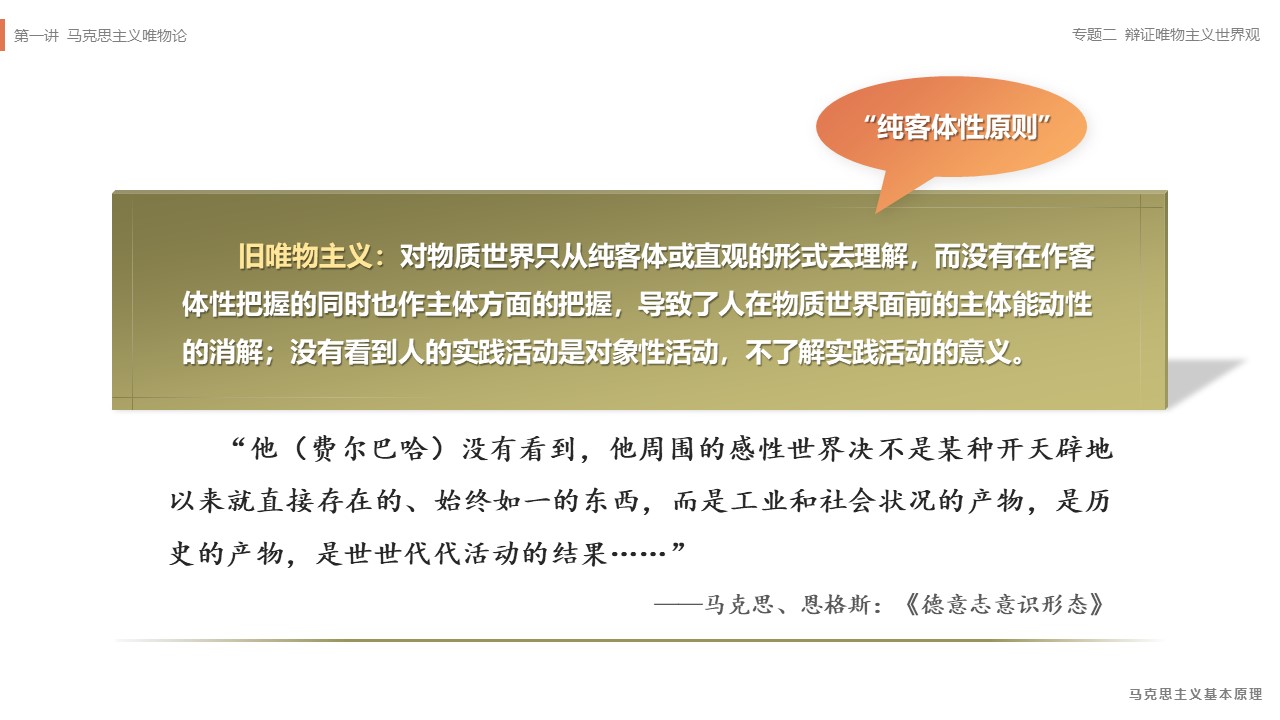 第一讲 马克思主义唯物论
专题二 辩证唯物主义世界观
“纯客体性原则”
旧唯物主义：对物质世界只从纯客体或直观的形式去理解，而没有在作客
体性把握的同时也作主体方面的把握，导致了人在物质世界面前的主体能动性
的消解；没有看到人的实践活动是对象性活动，不了解实践活动的意义。
“他（费尔巴哈）没有看到，他周围的感性世界决不是某种开天辟地
以来就直接存在的、始终如一的东西，而是工业和社会状况的产物，是历
史的产物，是世世代代活动的结果……”
——马克思、恩格斯：《德意志意识形态》
马克思主义基本原理